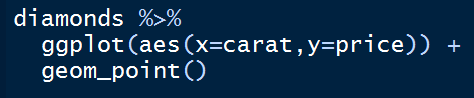 diamonds %>%
  ggplot(aes(x=carat,y=price)) +
  geom_point()